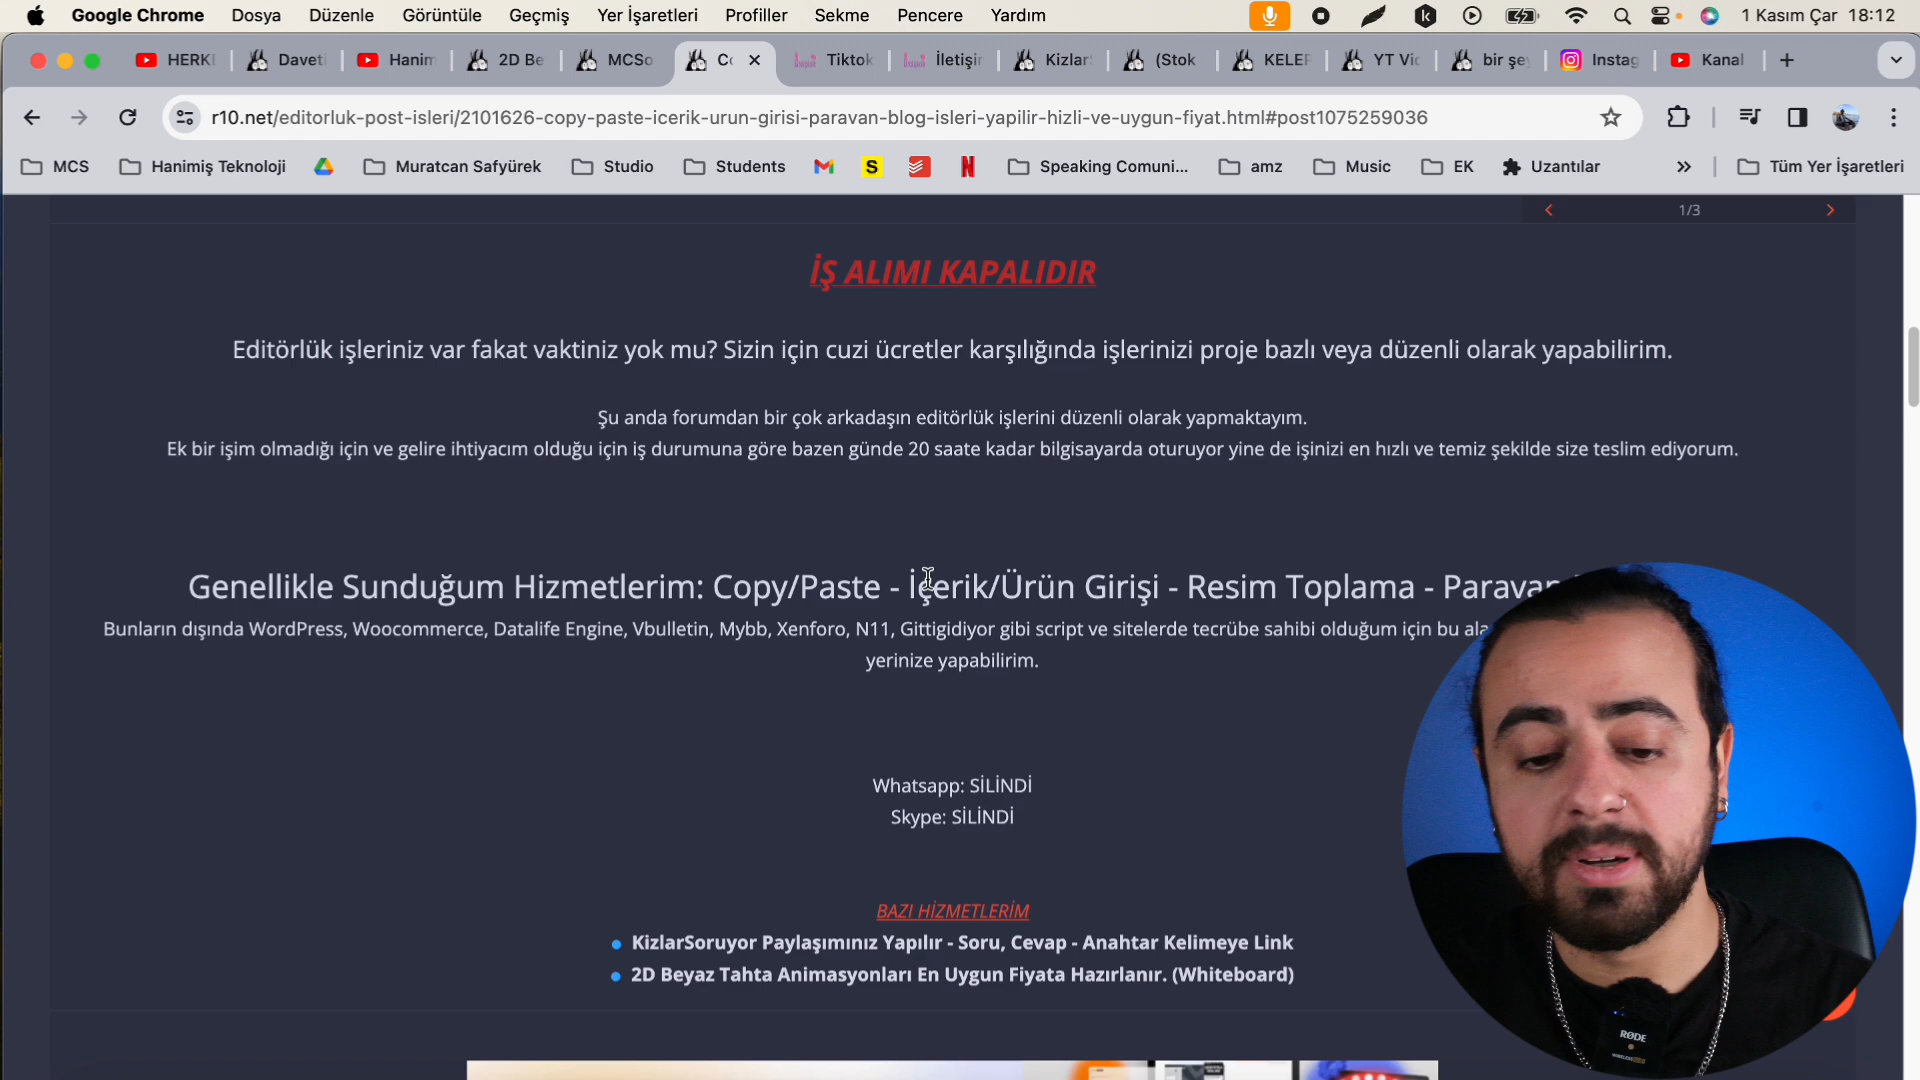 Google Chrome Dosya Düzenle Görüntüle Geçmiş Yer İşaretleri Profiller Sekme Pencere Yardım 1 Kasım Çar 18:12
HERK Daveti Hanim 2D Be MCSo Co Tiktok İletişir Kizlar (Stok KELEP YT Vic bir şey Instag Kanal
r10.net/editorluk-post-isleri/2101626-copy-paste-icerik-urun-girisi-paravan-blog-isleri-yapilir-hizli-ve-uygun-fiyat.html#post1075259036
MCS Hanimiş Teknoloji Muratcan Safyürek Studio Students S N Speaking Comuni... amz Music EK Uzantılar » Tüm Yer İşaretleri
1/3
İŞ ALIMI KAPALIDIR
Editörlük işleriniz var fakat vaktiniz yok mu? Sizin için cuzi ücretler karşılığında işlerinizi proje bazlı veya düzenli olarak yapabilirim.
Şu anda forumdan bir çok arkadaşın editörlük işlerini düzenli olarak yapmaktayım.
Ek bir işim olmadığı için ve gelire ihtiyacım olduğu için iş durumuna göre bazen günde 20 saate kadar bilgisayarda oturuyor yine de işinizi en hızlı ve temiz şekilde size teslim ediyorum.
Genellikle Sunduğum Hizmetlerim: Copy/Paste - İçerik/Ürün Girişi - Resim Toplama - Paravan
Bunların dışında WordPress, Woocommerce, Datalife Engine, Vbulletin, Mybb, Xenforo, N11, Gittigidiyor gibi script ve sitelerde tecrübe sahibi olduğum için bu ala
yerinize yapabilirim.
Whatsapp: SİLİNDİ
Skype: SİLİNDİ
BAZI HİZMETLERİM
KizlarSoruyor Paylaşımınız Yapılır - Soru, Cevap - Anahtar Kelimeye Link
2D Beyaz Tahta Animasyonları En Uygun Fiyata Hazırlanır. (Whiteboard)
RØDE